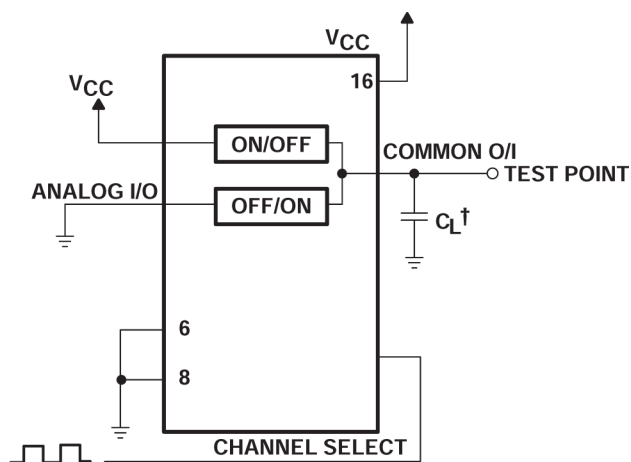 VCC
16
VCC
ON/OFF
COMMON O/I
TEST POINT
ANALOG I/O
OFF/ON
CL†
6
8
CHANNEL SELECT